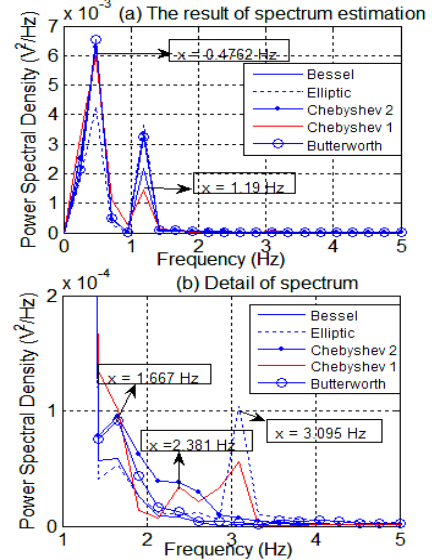 x 10⁻³ (a) The result of spectrum estimation
Power Spectral Density (V²/Hz)
7
6
5
4
3
2
1
0
x = 0.4762 Hz
Bessel
Elliptic
Chebyshev 2
Chebyshev 1
Butterworth
x = 1.19 Hz
0 1 2 3 4 5
Frequency (Hz)
x 10⁻⁴ (b) Detail of spectrum
Power Spectral Density (V²/Hz)
2
1
0
Bessel
Elliptic
Chebyshev 2
Chebyshev 1
Butterworth
x = 1.667 Hz
x =2.381 Hz
x = 3.095 Hz
1 2 3 4 5
Frequency (Hz)